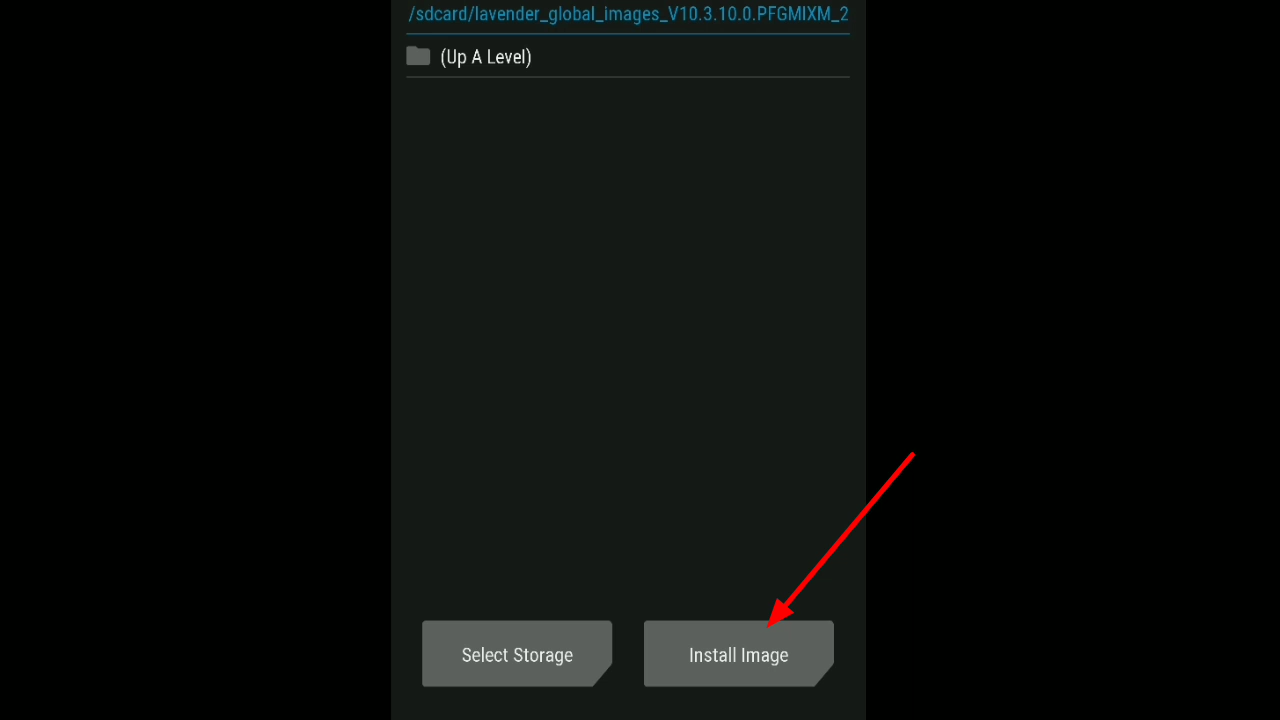 /sdcard/lavender_global_images_V10.3.10.0.PFGMIXM_2
(Up A Level)
Select Storage
Install Image